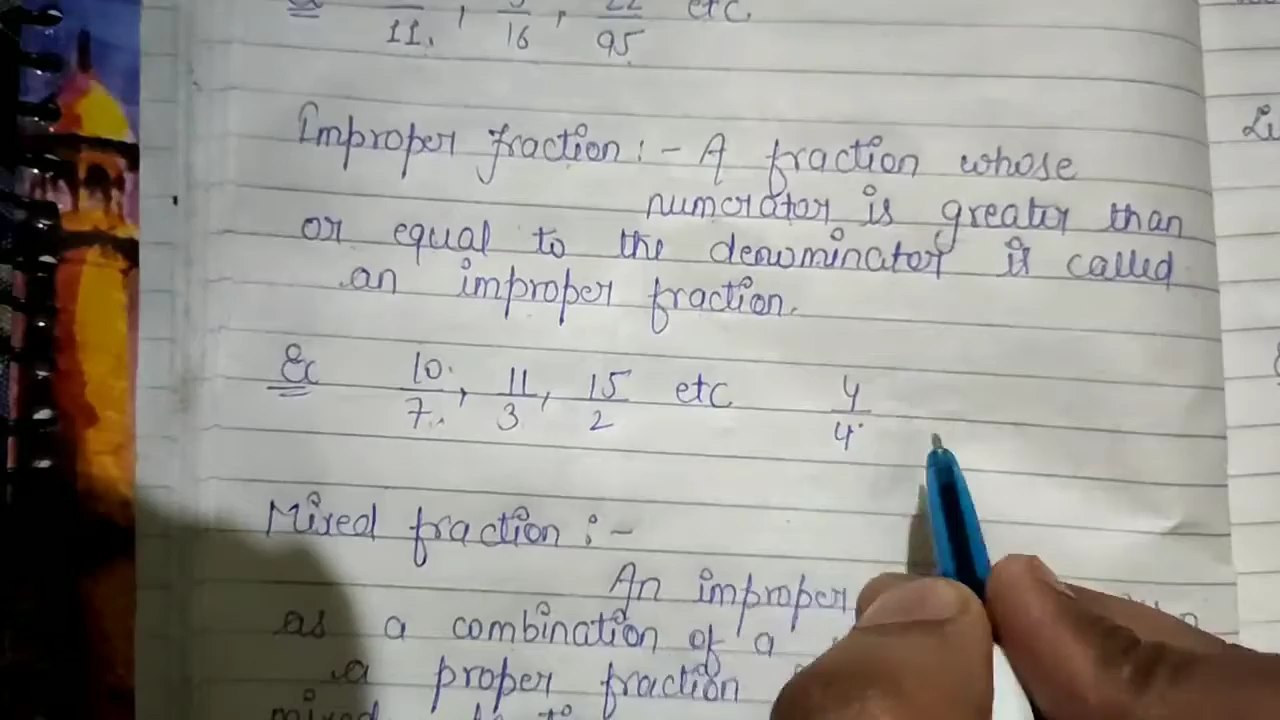 11, 16, 22/95 etc
Improper fraction :- A fraction whose
numerator is greater than
or equal to the denominator is called
an improper fraction.
Ex 10/7, 11/3, 15/2 etc 4/4
Mixed fraction :-
An improper
as a combination of a
a proper fraction
mixed